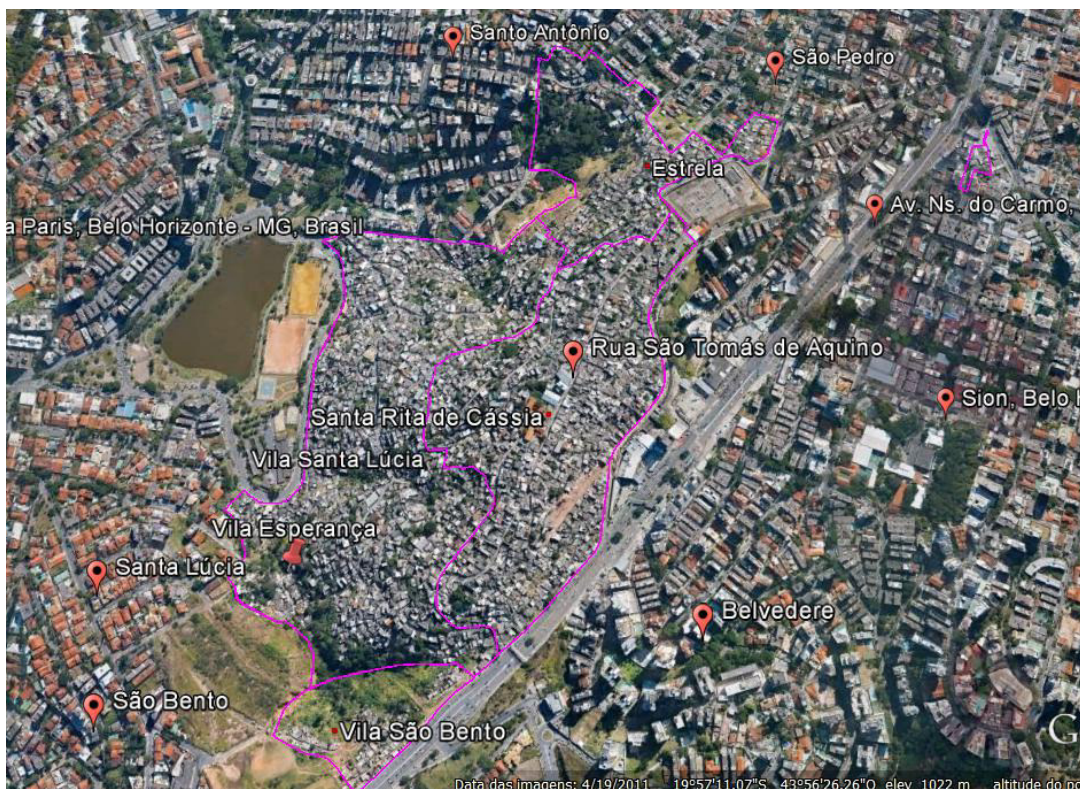 Santo Antônio
São Pedro
Estrela
Av. Ns. do Carmo,
a Paris, Belo Horizonte - MG, Brasil
Rua São Tomás de Aquino
Sion, Belo H
Santa Rita de Cássia
Vila Santa Lúcia
Vila Esperança
Santa Lúcia
Belvedere
São Bento
Vila São Bento
G
Data das imagens: 4/19/2011 19°57'11.07"S 43°56'26.26"O elev 1022 m altitude do po